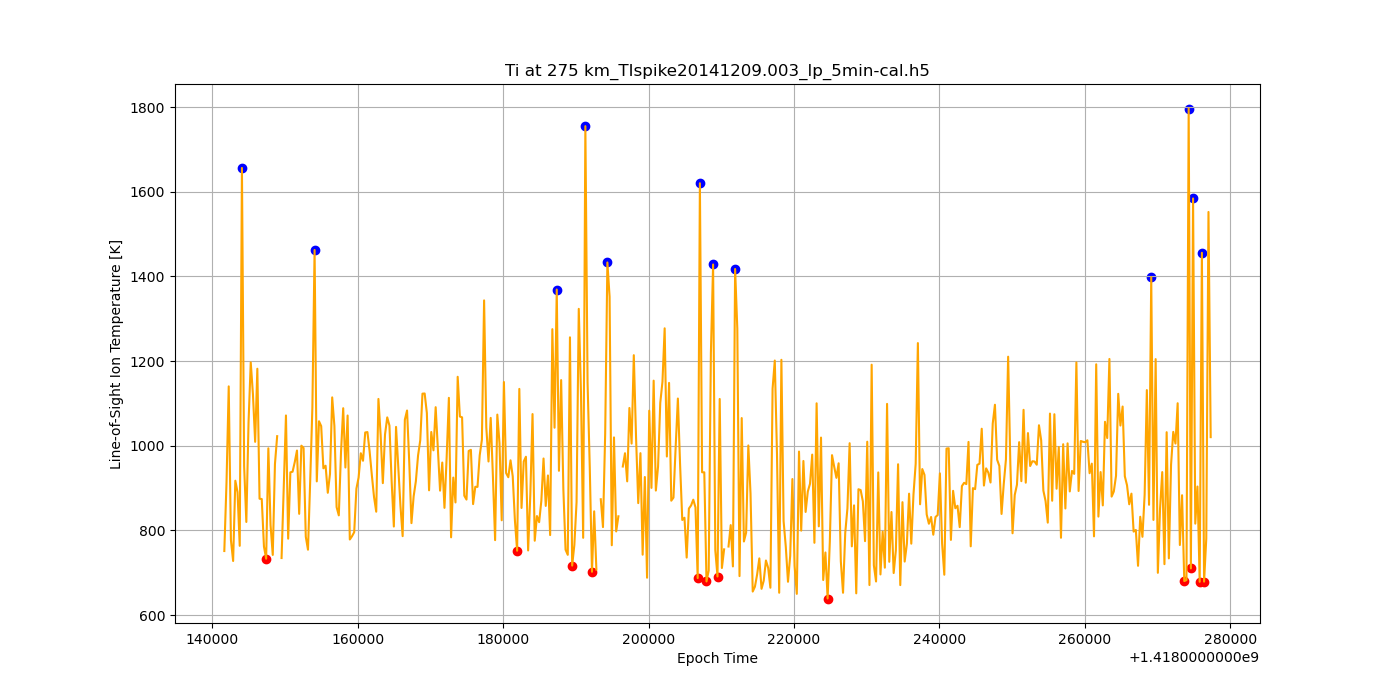 Ti at 275 km_TIspike20141209.003_lp_5min-cal.h5
Line-of-Sight Ion Temperature [K]
1800
1600
1400
1200
1000
800
600
140000 160000 180000 200000 220000 240000 260000 280000
Epoch Time
+1.4180000000e9